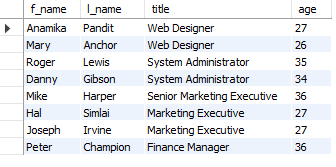 f_name l_name title age
Anamika Pandit Web Designer 27
Mary Anchor Web Designer 26
Roger Lewis System Administrator 35
Danny Gibson System Administrator 34
Mike Harper Senior Marketing Executive 36
Hal Simlai Marketing Executive 27
Joseph Irvine Marketing Executive 27
Peter Champion Finance Manager 36